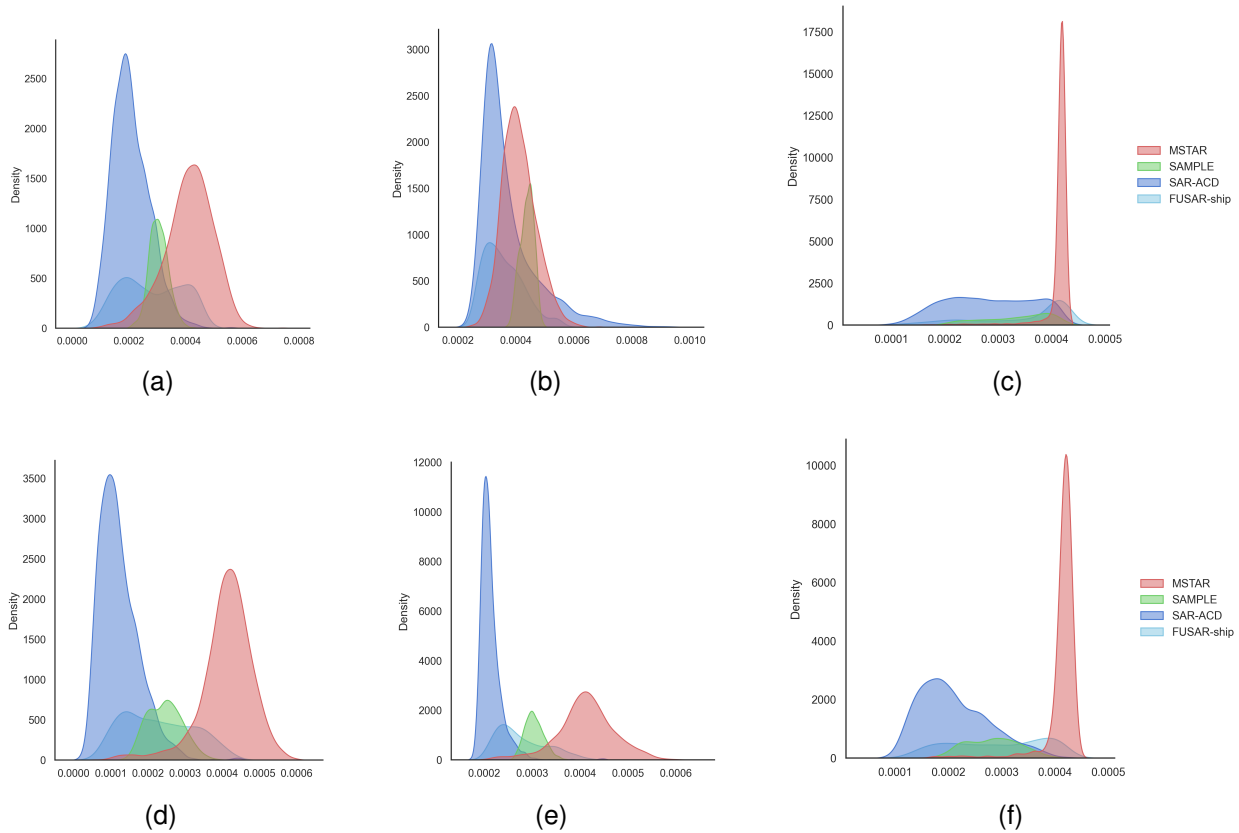 2500
2000
1500
1000
500
0
Density
0.0000 0.0002 0.0004 0.0006 0.0008
(a)
3000
2500
2000
1500
1000
500
0
Density
0.0002 0.0004 0.0006 0.0008 0.0010
(b)
17500
15000
12500
10000
7500
5000
2500
0
Density
0.0001 0.0002 0.0003 0.0004 0.0005
(c)
MSTAR
SAMPLE
SAR-ACD
FUSAR-ship
3500
3000
2500
2000
1500
1000
500
0
Density
0.0000 0.0001 0.0002 0.0003 0.0004 0.0005 0.0006
(d)
12000
10000
8000
6000
4000
2000
0
Density
0.0002 0.0003 0.0004 0.0005 0.0006
(e)
10000
8000
6000
4000
2000
0
Density
0.0001 0.0002 0.0003 0.0004 0.0005
(f)
MSTAR
SAMPLE
SAR-ACD
FUSAR-ship